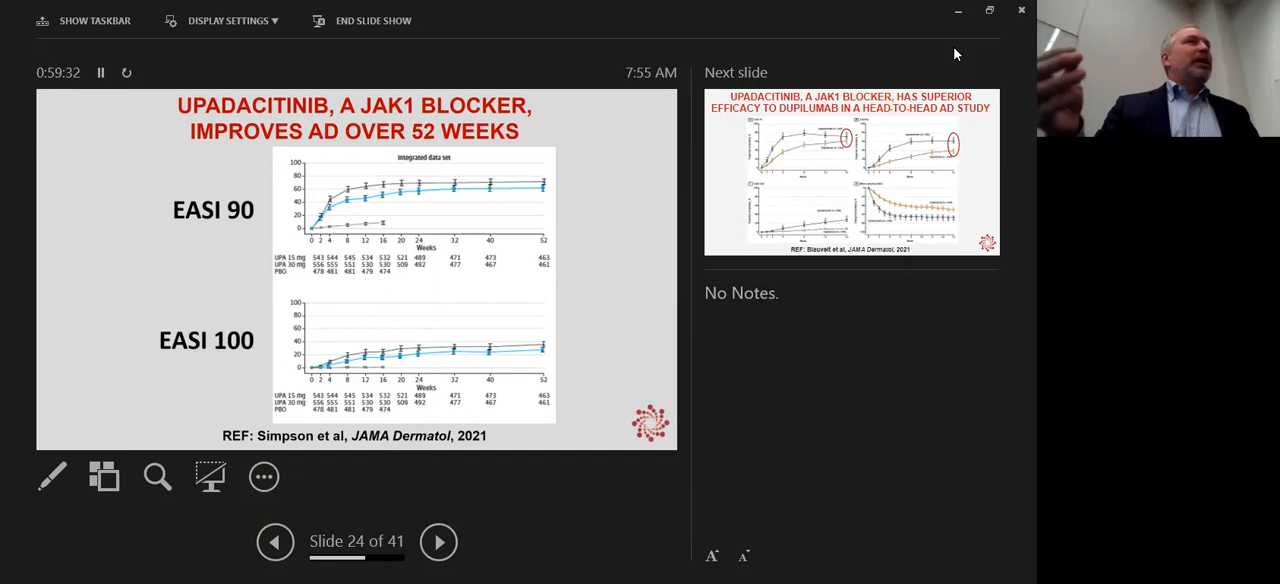 SHOW TASKBAR
DISPLAY SETTINGS ▼
END SLIDE SHOW
0:59:32
7:55 AM
UPADACITINIB, A JAK1 BLOCKER,
IMPROVES AD OVER 52 WEEKS
EASI 90
Integrated data set
100
80
60
40
20
0
0 2 4 8 12 16 20 24 32 40 52
Weeks
UPA 15 mg 543 544 545 534 532 521 489 471 473 463
UPA 30 mg 556 555 551 530 530 509 492 477 467 461
PBO 478 481 481 479 474
EASI 100
100
80
60
40
20
0
0 2 4 8 12 16 20 24 32 40 52
Weeks
UPA 15 mg 543 544 545 534 532 521 489 471 473 463
UPA 30 mg 556 555 551 530 530 509 492 477 467 461
PBO 478 481 481 479 474
REF: Simpson et al, JAMA Dermatol, 2021
Slide 24 of 41
Next slide
UPADACITINIB, A JAK1 BLOCKER, HAS SUPERIOR
EFFICACY TO DUPILUMAB IN A HEAD-TO-HEAD AD STUDY
REF: Blauvelt et al, JAMA Dermatol, 2021
No Notes.
A A